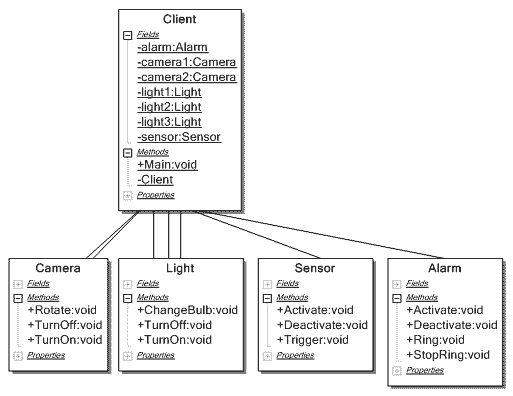 Client
Fields
-alarm:Alarm
-camera1:Camera
-camera2:Camera
-light1:Light
-light2:Light
-light3:Light
-sensor:Sensor
Methods
+Main:void
-Client
Properties
Camera
Fields
Methods
+Rotate:void
+TurnOff:void
+TurnOn:void
Properties
Light
Fields
Methods
+ChangeBulb:void
+TurnOff:void
+TurnOn:void
Properties
Sensor
Fields
Methods
+Activate:void
+Deactivate:void
+Trigger:void
Properties
Alarm
Fields
Methods
+Activate:void
+Deactivate:void
+Ring:void
+StopRing:void
Properties